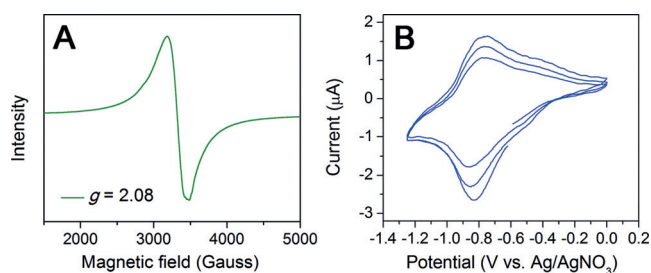 A
Intensity
g = 2.08
2000 3000 4000 5000
Magnetic field (Gauss)
B
Current (μA)
2
1
0
-1
-2
-3
-1.4 -1.2 -1.0 -0.8 -0.6 -0.4 -0.2 0.0 0.2
Potential (V vs. Ag/AgNO3)